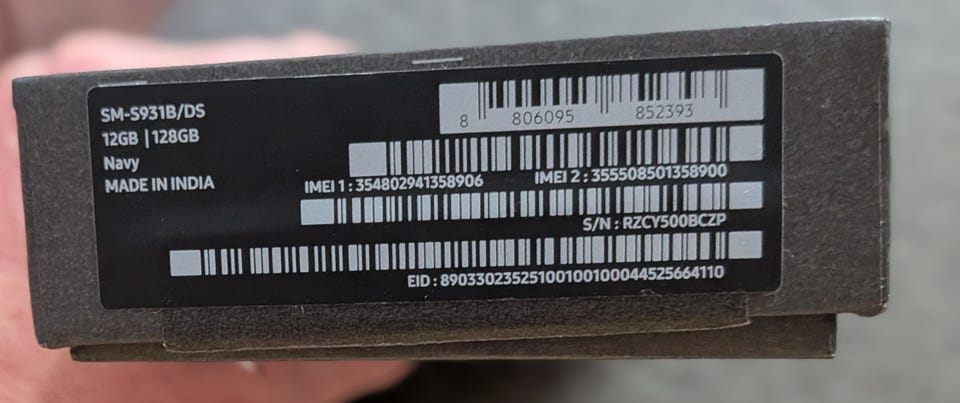 SM-S931B/DS
12GB | 128GB
Navy
MADE IN INDIA
8 806095 852393
IMEI 1 : 354802941358906 IMEI 2 : 355508501358900
S/N : RZCY500BCZP
EID : 89033023525100100100044525664110